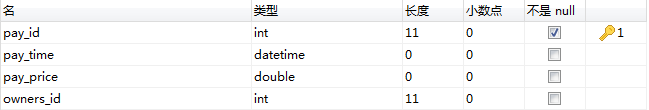 名 类型 长度 小数点 不是 null
pay_id int 11 0 1
pay_time datetime 0 0
pay_price double 0 0
owners_id int 11 0